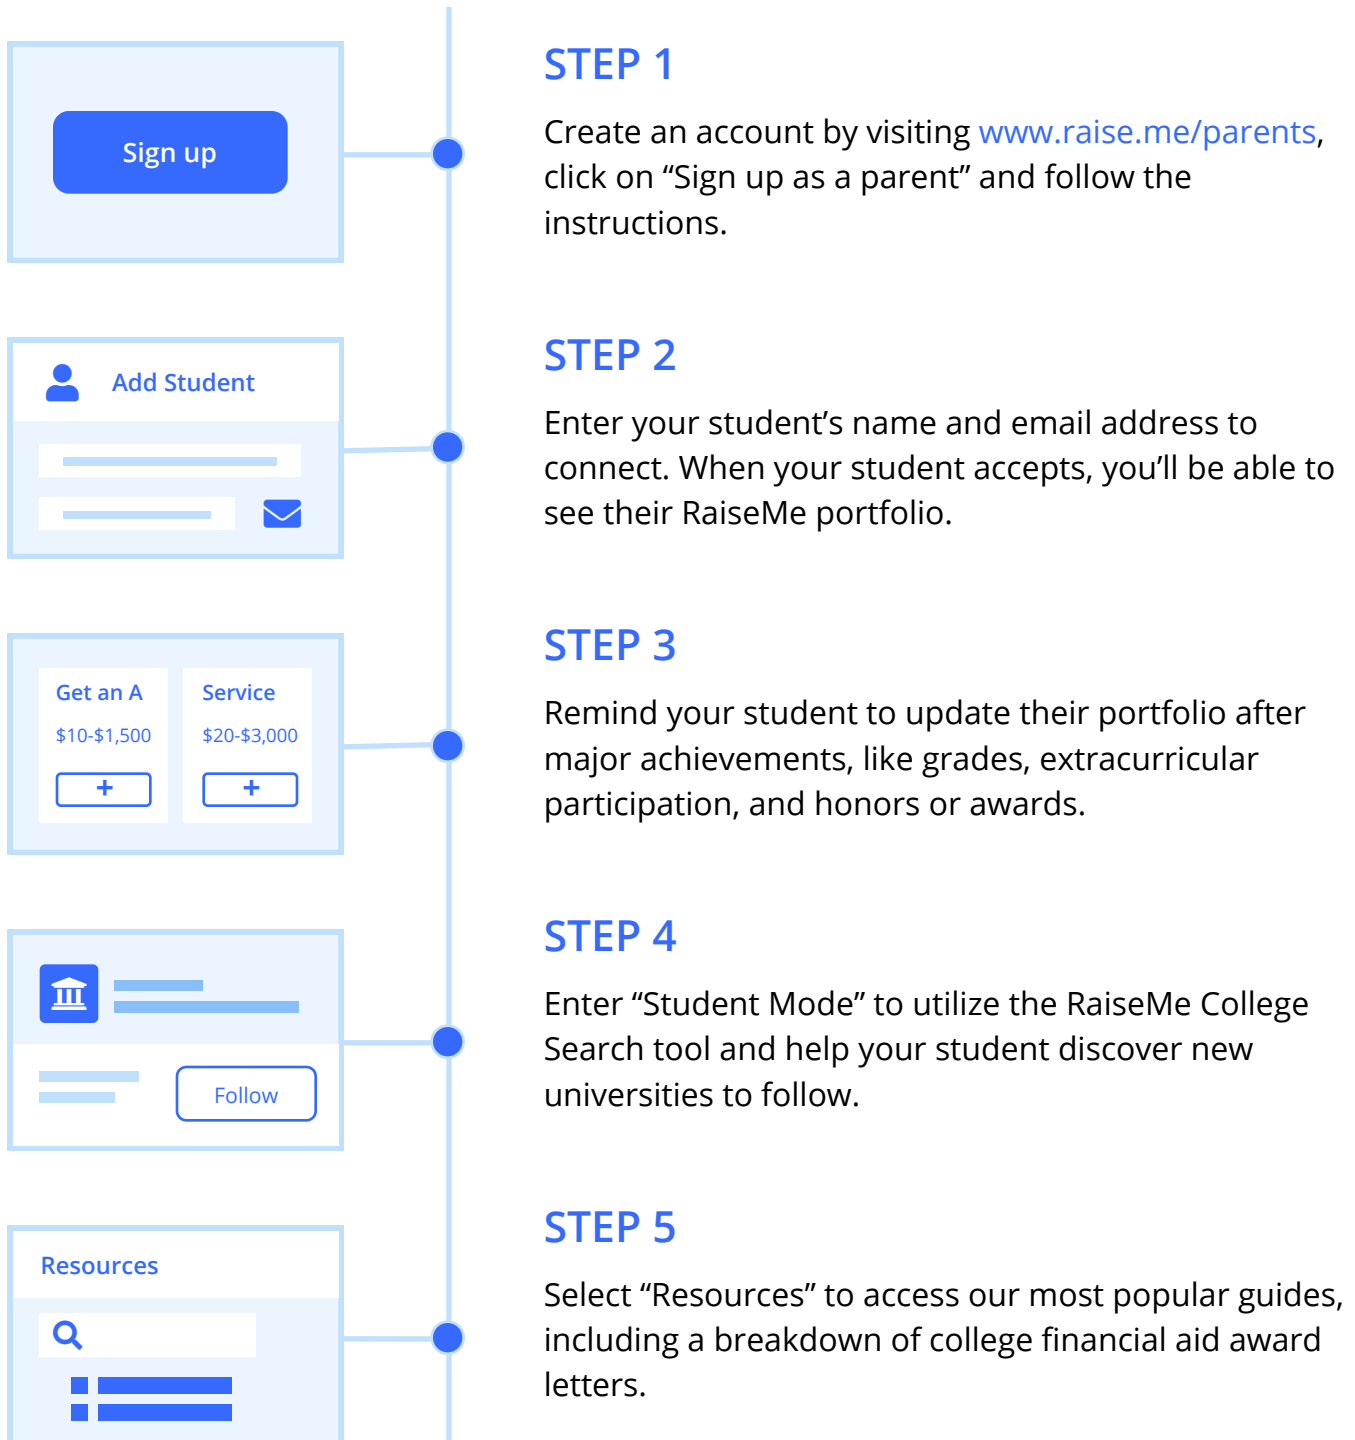 Sign up
STEP 1
Create an account by visiting www.raise.me/parents,
click on “Sign up as a parent” and follow the
instructions.
Add Student
STEP 2
Enter your student’s name and email address to
connect. When your student accepts, you’ll be able to
see their RaiseMe portfolio.
Get an A
$10-$1,500
+
Service
$20-$3,000
+
STEP 3
Remind your student to update their portfolio after
major achievements, like grades, extracurricular
participation, and honors or awards.
Follow
STEP 4
Enter “Student Mode” to utilize the RaiseMe College
Search tool and help your student discover new
universities to follow.
Resources
STEP 5
Select “Resources” to access our most popular guides,
including a breakdown of college financial aid award
letters.